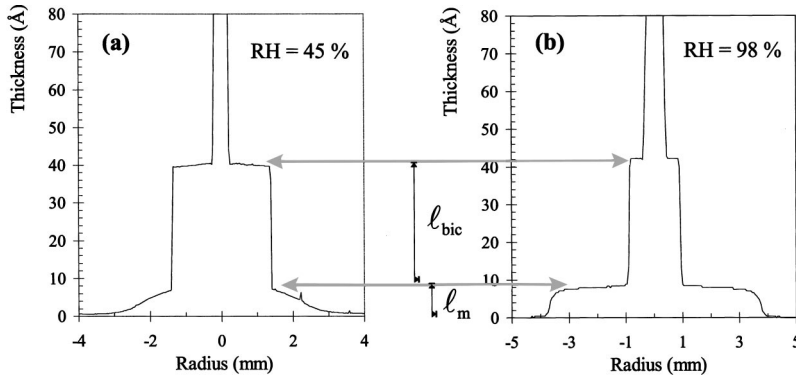 (a)
RH = 45 %
Thickness (Å)
80
70
60
50
40
30
20
10
0
-4 -2 0 2 4
Radius (mm)
ℓbic
ℓm
(b)
RH = 98 %
Thickness (Å)
80
70
60
50
40
30
20
10
0
-5 -3 -1 1 3 5
Radius (mm)